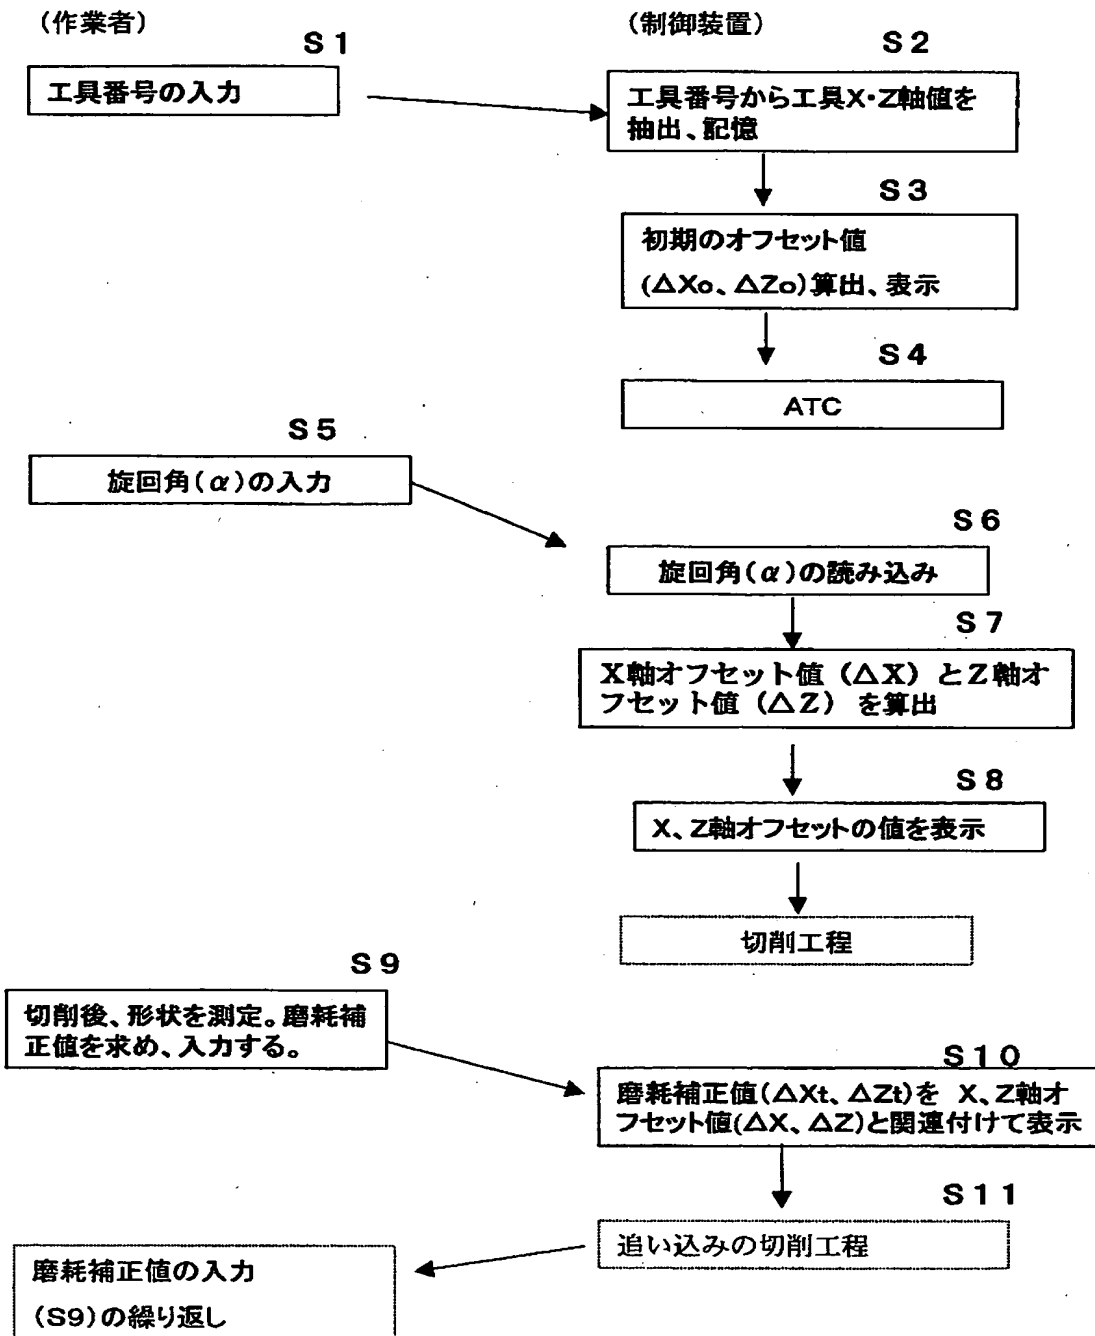 (作業者)
(制御装置)
S1
工具番号の入力
S2
工具番号から工具X・Z軸値を
抽出、記憶
S3
初期のオフセット値
(△Xo、△Zo)算出、表示
S4
ATC
S5
旋回角(α)の入力
S6
旋回角(α)の読み込み
S7
X軸オフセット値(△X)とZ軸オ
フセット値(△Z)を算出
S8
X、Z軸オフセットの値を表示
切削工程
S9
切削後、形状を測定。磨耗補
正値を求め、入力する。
S10
磨耗補正値(△Xt、△Zt)を X、Z軸オ
フセット値(△X、△Z)と関連付けて表示
S11
追い込みの切削工程
磨耗補正値の入力
(S9)の繰り返し